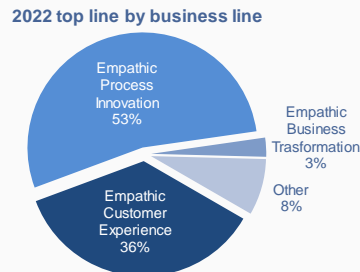 2022 top line by business line
Empathic
Process
Innovation
53%
Empathic
Business
Trasformation
3%
Other
8%
Empathic
Customer
Experience
36%